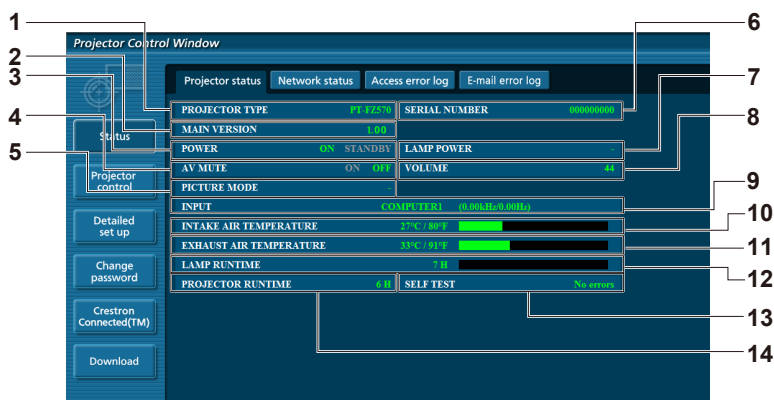 1
2
3
4
5
6
7
8
9
10
11
12
13
14
Projector Control Window
Projector status Network status Access error log E-mail error log
Status
Projector control
Detailed set up
Change password
Crestron Connected(TM)
Download
PROJECTOR TYPE PT-FZ570 SERIAL NUMBER 000000000
MAIN VERSION 1.00
POWER ON STANDBY LAMP POWER -
AV MUTE ON OFF VOLUME 44
PICTURE MODE -
INPUT COMPUTER1 (0.00kHz/0.00Hz)
INTAKE AIR TEMPERATURE 27°C / 80°F
EXHAUST AIR TEMPERATURE 33°C / 91°F
LAMP RUNTIME 7 H
PROJECTOR RUNTIME 6 H SELF TEST No errors